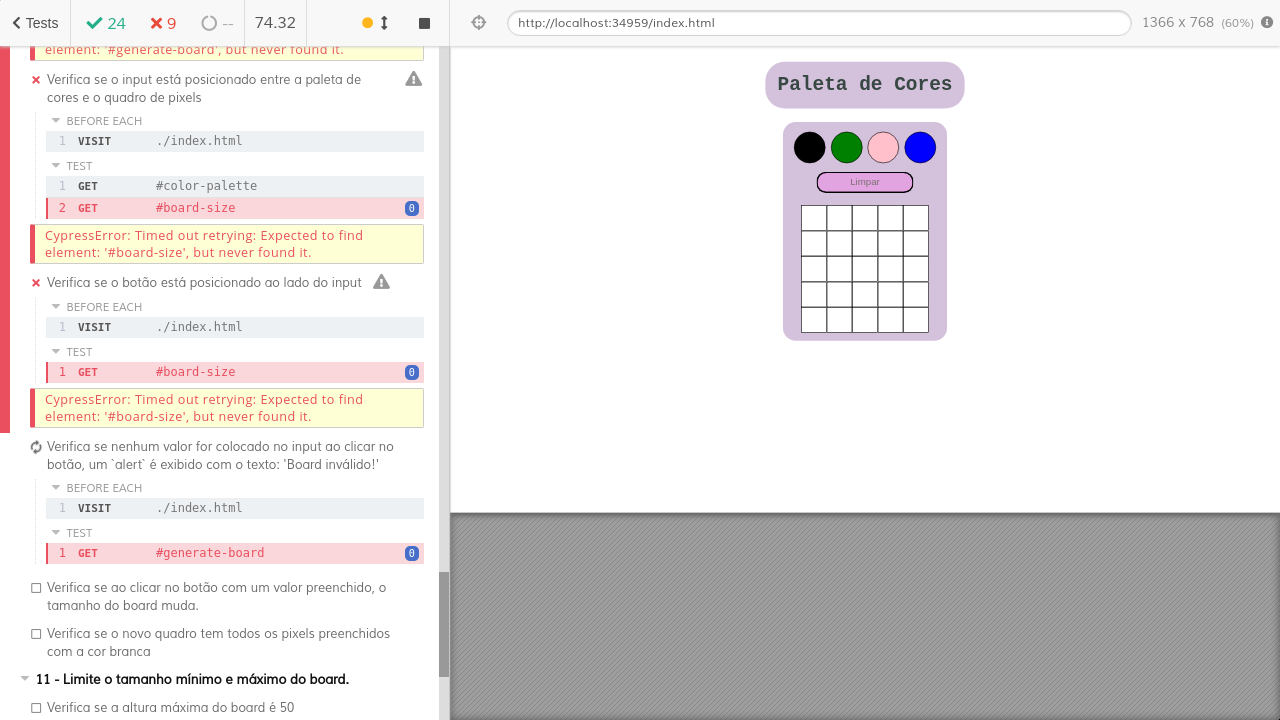 Tests
24
9
--
74.32
http://localhost:34959/index.html
1366 x 768 (60%)
element: '#generate-board', but never found it.
Verifica se o input está posicionado entre a paleta de
cores e o quadro de pixels
BEFORE EACH
1 VISIT ./index.html
TEST
1 GET #color-palette
2 GET #board-size 0
CypressError: Timed out retrying: Expected to find
element: '#board-size', but never found it.
Verifica se o botão está posicionado ao lado do input
BEFORE EACH
1 VISIT ./index.html
TEST
1 GET #board-size 0
CypressError: Timed out retrying: Expected to find
element: '#board-size', but never found it.
Verifica se nenhum valor for colocado no input ao clicar no
botão, um `alert` é exibido com o texto: 'Board inválido!'
BEFORE EACH
1 VISIT ./index.html
TEST
1 GET #generate-board 0
Verifica se ao clicar no botão com um valor preenchido, o
tamanho do board muda.
Verifica se o novo quadro tem todos os pixels preenchidos
com a cor branca
11 - Limite o tamanho mínimo e máximo do board.
Verifica se a altura máxima do board é 50
Paleta de Cores
Limpar